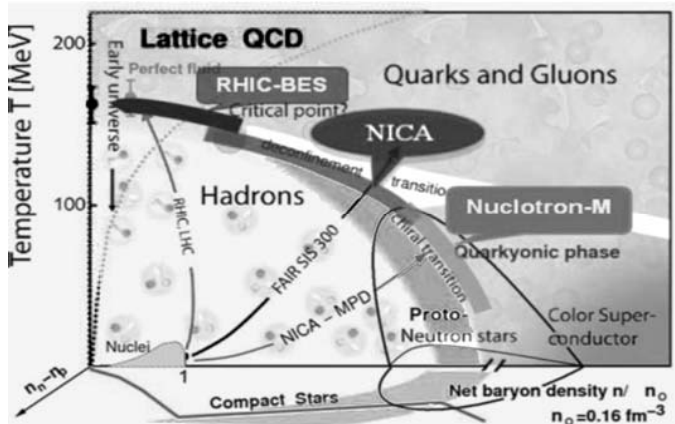 200
Lattice QCD
Early universe
Perfect fluid
RHIC-BES
Critical point?
Quarks and Gluons
NICA
Temperature T [MeV]
deconfinement
transition
Hadrons
100
RHIC, LHC
Nuclotron-M
FAIR SIS 300
chiral transition
Quarkyonic phase
NICA – MPD
Proto-
Neutron stars
Color Super-
conductor
Nuclei
1
nₙ–nₚ
Compact Stars
Net baryon density n/ n₀
n₀=0.16 fm⁻³